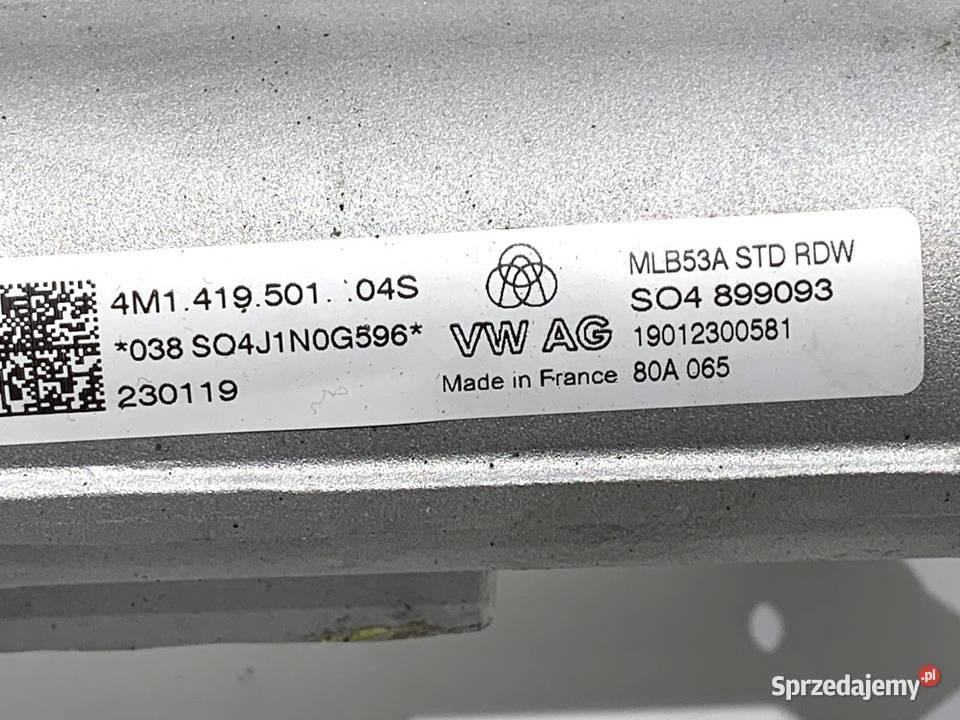 4M1.419.501. .04S
*038 SO4J1N0G596*
230119
VW AG
Made in France
MLB53A STD RDW
SO4 899093
19012300581
80A 065
Sprzedajemy.pl